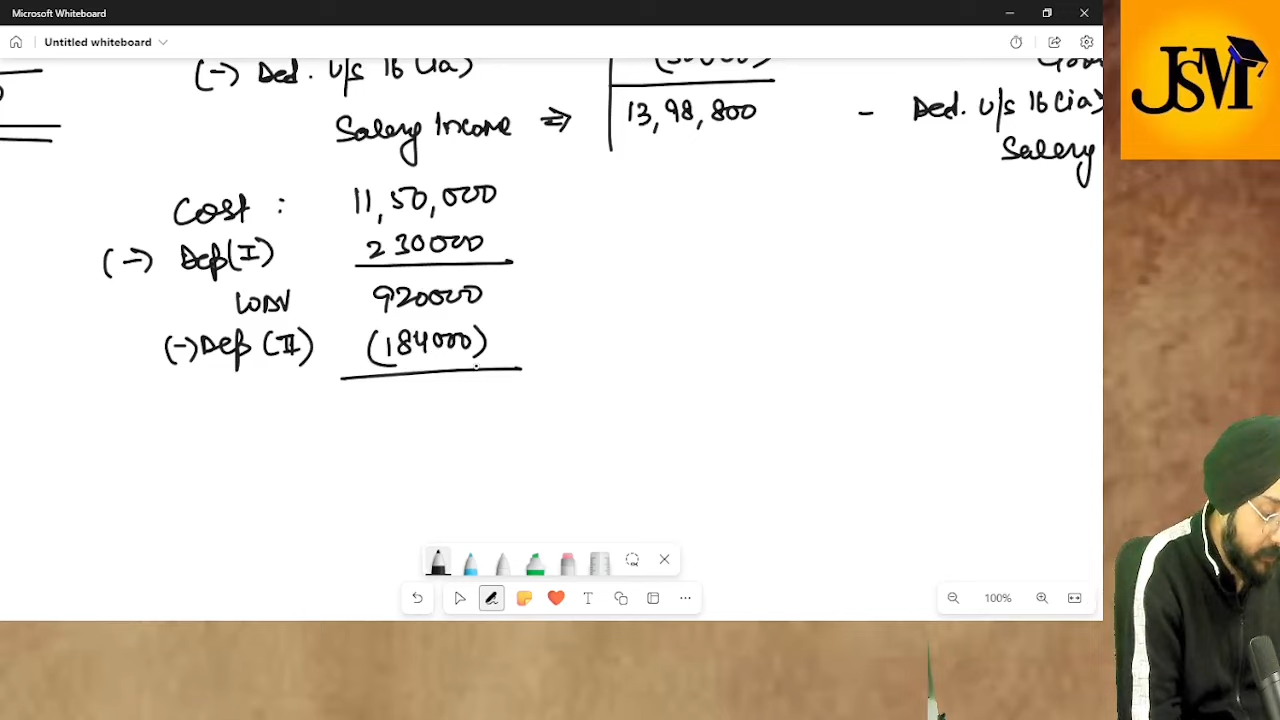 Microsoft Whiteboard
Untitled whiteboard
(-) Ded. U/s 16 (ia)
Salary Income ⇒ 13,98,800
- Ded. U/s 16 (ia)
Salary
Cost : 11,50,000
(-) Dep (I) 230000
WDV 920000
(-) Dep (II) (184000)
100%
JSM